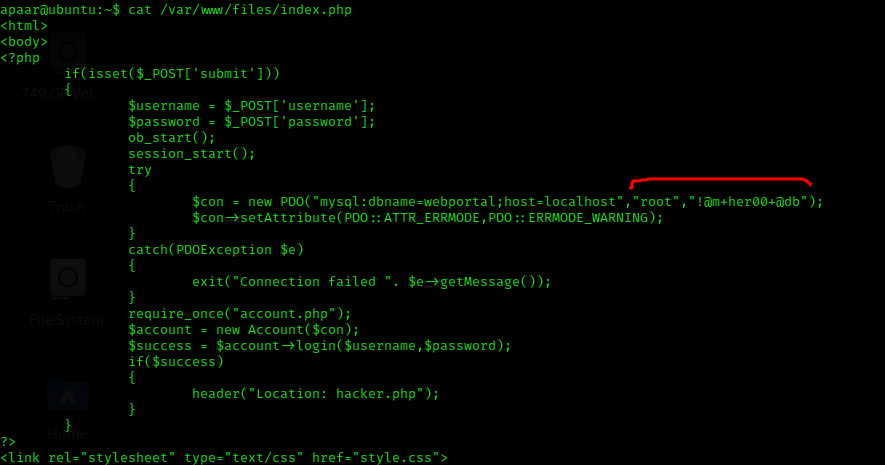 apaar@ubuntu:~$ cat /var/www/files/index.php
<html>
<body>
<?php
        if(isset($_POST['submit']))
        {
                $username = $_POST['username'];
                $password = $_POST['password'];
                ob_start();
                session_start();
                try
                {
                        $con = new PDO("mysql:dbname=webportal;host=localhost","root","!@m+her00+@db");
                        $con->setAttribute(PDO::ATTR_ERRMODE,PDO::ERRMODE_WARNING);
                }
                catch(PDOException $e)
                {
                        exit("Connection failed ". $e->getMessage());
                }
                require_once("account.php");
                $account = new Account($con);
                $success = $account->login($username,$password);
                if($success)
                {
                        header("Location: hacker.php");
                }
        }
?>
<link rel="stylesheet" type="text/css" href="style.css">
749 GB Vol...
Trash
File System
Home